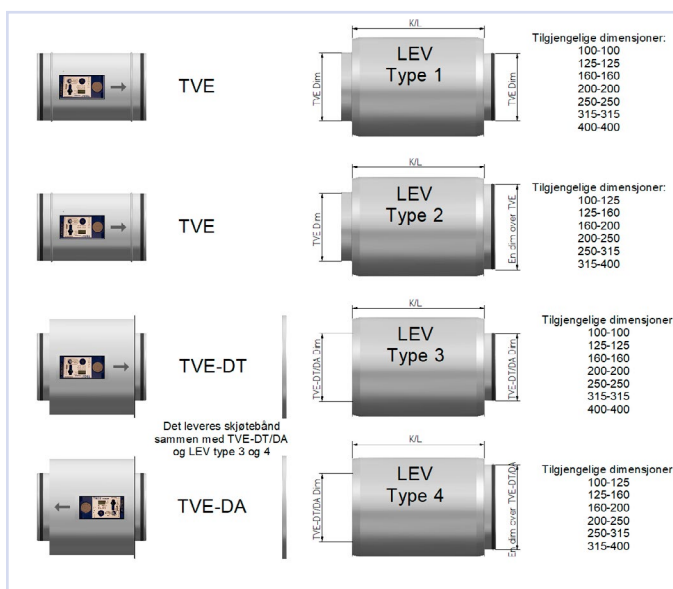 K/L
Tilgjengelige dimensjoner:
TVE
TVE Dim
LEV
Type 1
TVE Dim
100-100
125-125
160-160
200-200
250-250
315-315
400-400
K/L
Tilgjengelige dimensjoner:
TVE
TVE Dim
LEV
Type 2
En dim over TVE
100-125
125-160
160-200
200-250
250-315
315-400
K/L
Tilgjengelige dimensjoner
TVE-DT
TVE-DT/DA Dim
LEV
Type 3
TVE-DT/DA Dim
100-100
125-125
160-160
200-200
250-250
315-315
400-400
Det leveres skjøtebånd
sammen med TVE-DT/DA
og LEV type 3 og 4
K/L
Tilgjengelige dimensjoner
TVE-DA
TVE-DT/DA Dim
LEV
Type 4
En dim over TVE-DT/DA
100-125
125-160
160-200
200-250
250-315
315-400